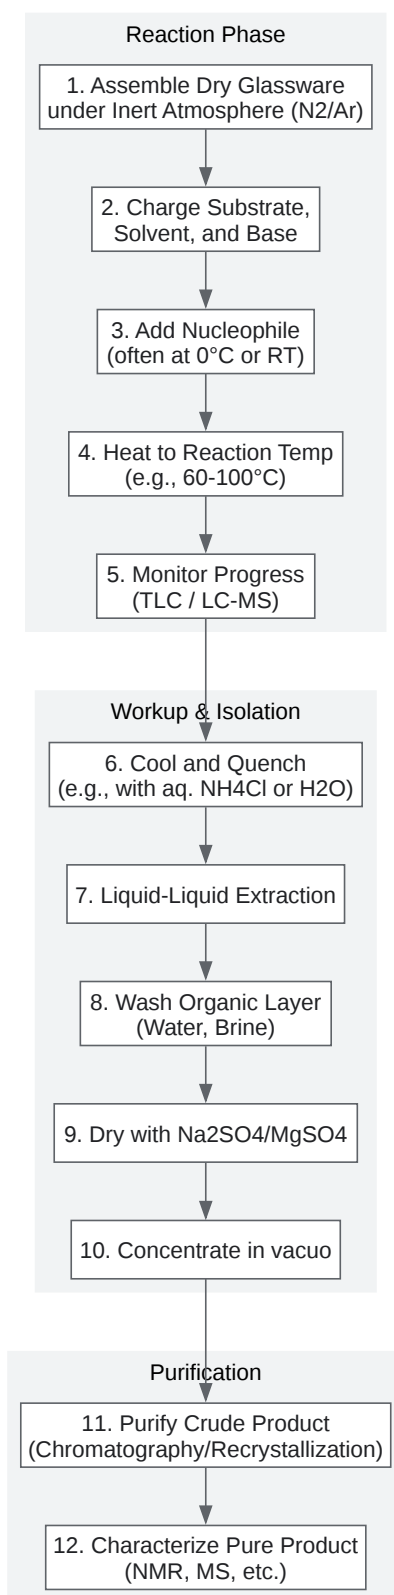 Reaction Phase
1. Assemble Dry Glassware
under Inert Atmosphere (N2/Ar)
2. Charge Substrate,
Solvent, and Base
3. Add Nucleophile
(often at 0°C or RT)
4. Heat to Reaction Temp
(e.g., 60-100°C)
5. Monitor Progress
(TLC / LC-MS)
Workup & Isolation
6. Cool and Quench
(e.g., with aq. NH4Cl or H2O)
7. Liquid-Liquid Extraction
8. Wash Organic Layer
(Water, Brine)
9. Dry with Na2SO4/MgSO4
10. Concentrate in vacuo
Purification
11. Purify Crude Product
(Chromatography/Recrystallization)
12. Characterize Pure Product
(NMR, MS, etc.)